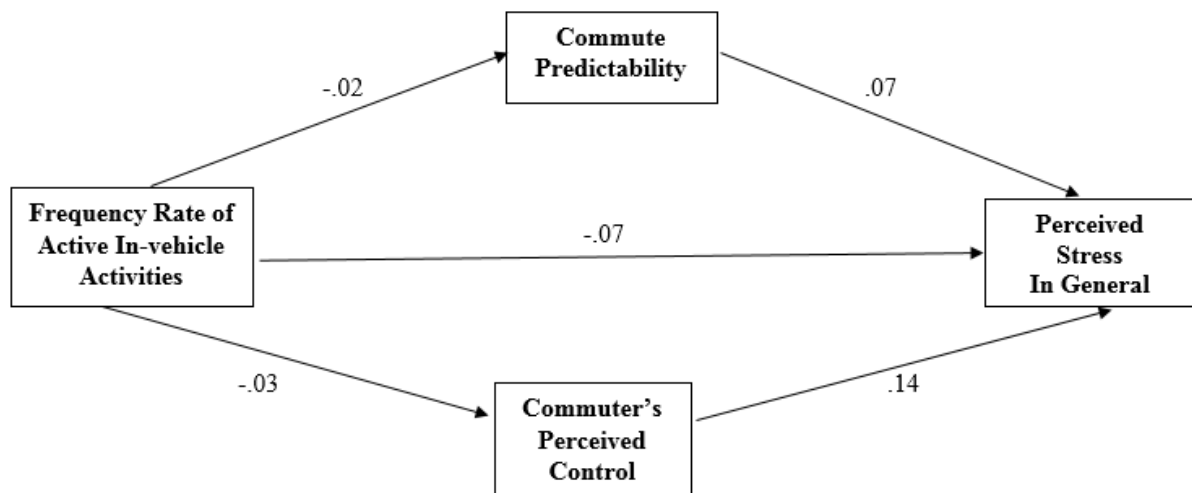 Commute
Predictability
-.02
.07
Frequency Rate of
Active In-vehicle
Activities
-.07
Perceived
Stress
In General
-.03
.14
Commuter’s
Perceived
Control